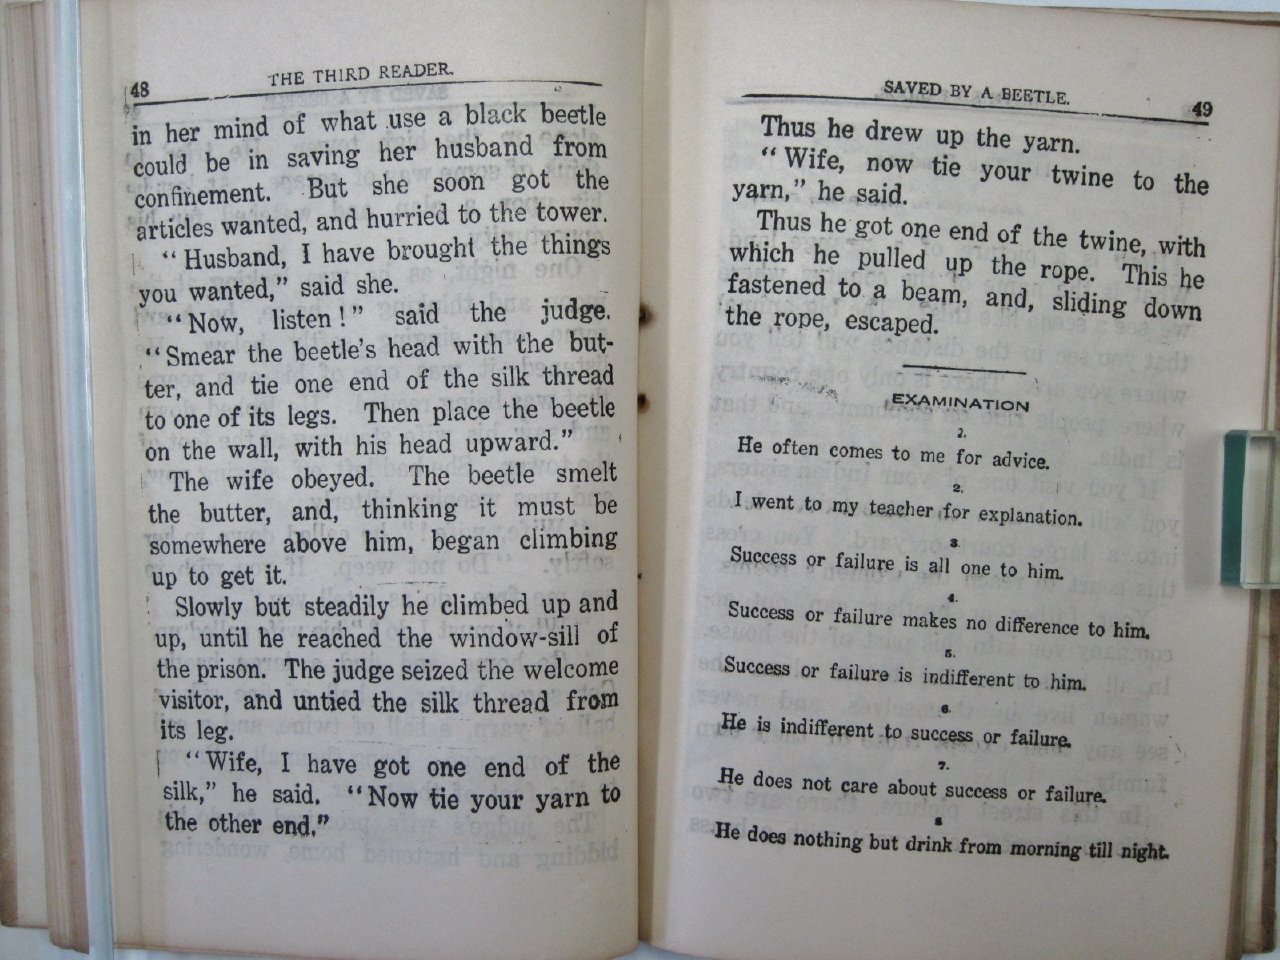 48
THE THIRD READER.
in her mind of what use a black beetle
could be in saving her husband from
confinement. But she soon got the
articles wanted, and hurried to the tower.
"Husband, I have brought the things
you wanted," said she.
"Now, listen!" said the judge.
"Smear the beetle's head with the but-
ter, and tie one end of the silk thread
to one of its legs. Then place the beetle
on the wall, with his head upward."
The wife obeyed. The beetle smelt
the butter, and, thinking it must be
somewhere above him, began climbing
up to get it.
Slowly but steadily he climbed up and
up, until he reached the window-sill of
the prison. The judge seized the welcome
visitor, and untied the silk thread from
its leg.
"Wife, I have got one end of the
silk," he said. "Now tie your yarn to
the other end."
SAVED BY A BEETLE.
49
Thus he drew up the yarn.
"Wife, now tie your twine to the
yarn," he said.
Thus he got one end of the twine, with
which he pulled up the rope. This he
fastened to a beam, and, sliding down
the rope, escaped.
EXAMINATION
He often comes to me for advice.
2.
I went to my teacher for explanation.
3
Success or failure is all one to him.
4.
Success or failure makes no difference to him.
5.
Success or failure is indifferent to him.
6
He is indifferent to success or failure.
7.
He does not care about success or failure.
8
He does nothing but drink from morning till night.